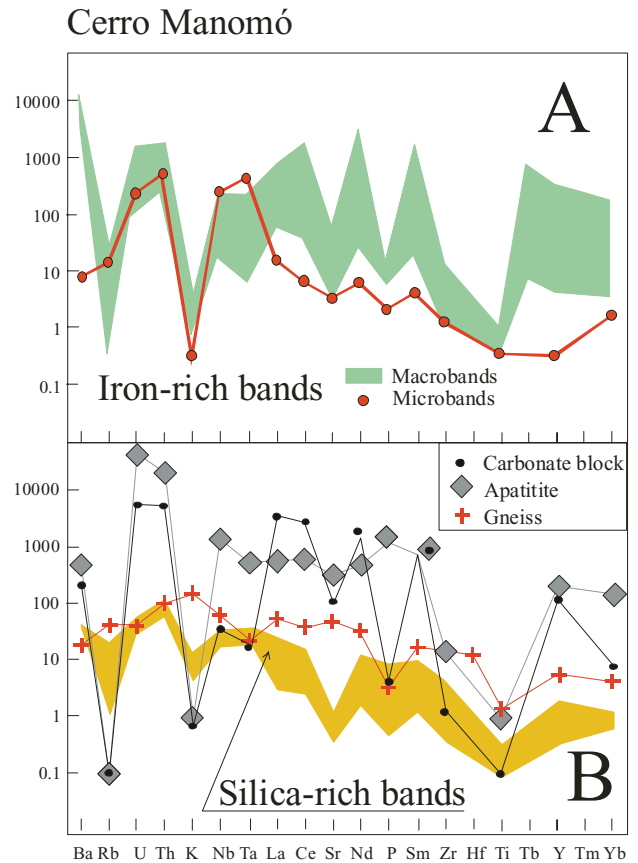 Cerro Manomó
A
10000
1000
100
10
1
0.1
Iron-rich bands
Macrobands
Microbands
Carbonate block
Apatitite
Gneiss
10000
1000
100
10
1
0.1
Silica-rich bands
B
Ba Rb U Th K Nb Ta La Ce Sr Nd P Sm Zr Hf Ti Tb Y Tm Yb